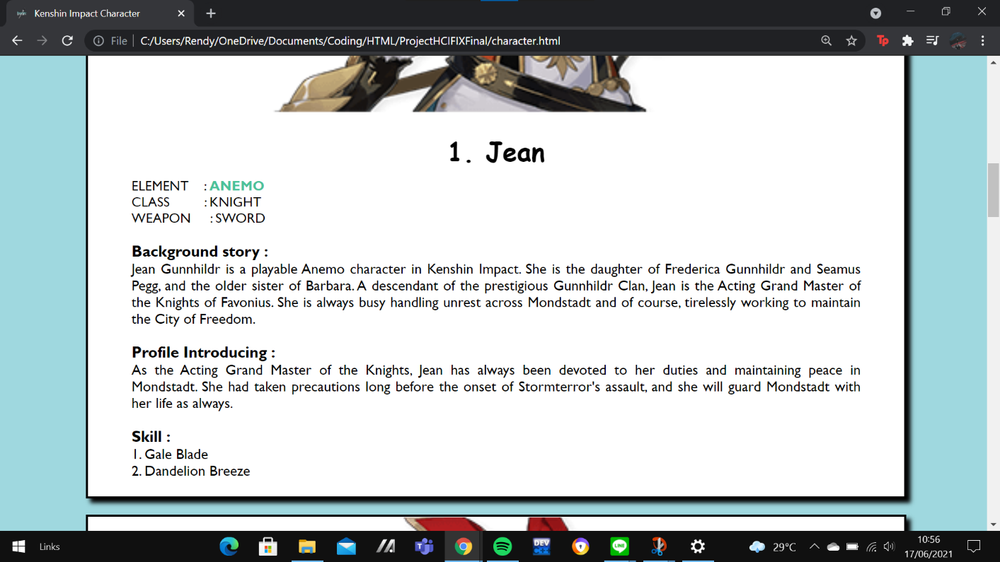 Kenshin Impact Character
File
C:/Users/Rendy/OneDrive/Documents/Coding/HTML/ProjectHCIFIXFinal/character.html
Tp
1. Jean
ELEMENT : ANEMO
CLASS : KNIGHT
WEAPON : SWORD
Background story :
Jean Gunnhildr is a playable Anemo character in Kenshin Impact. She is the daughter of Frederica Gunnhildr and Seamus
Pegg, and the older sister of Barbara. A descendant of the prestigious Gunnhildr Clan, Jean is the Acting Grand Master of
the Knights of Favonius. She is always busy handling unrest across Mondstadt and of course, tirelessly working to maintain
the City of Freedom.
Profile Introducing :
As the Acting Grand Master of the Knights, Jean has always been devoted to her duties and maintaining peace in
Mondstadt. She had taken precautions long before the onset of Stormterror's assault, and she will guard Mondstadt with
her life as always.
Skill :
1. Gale Blade
2. Dandelion Breeze
Links
DEV
LINE
29°C
10:56
17/06/2021